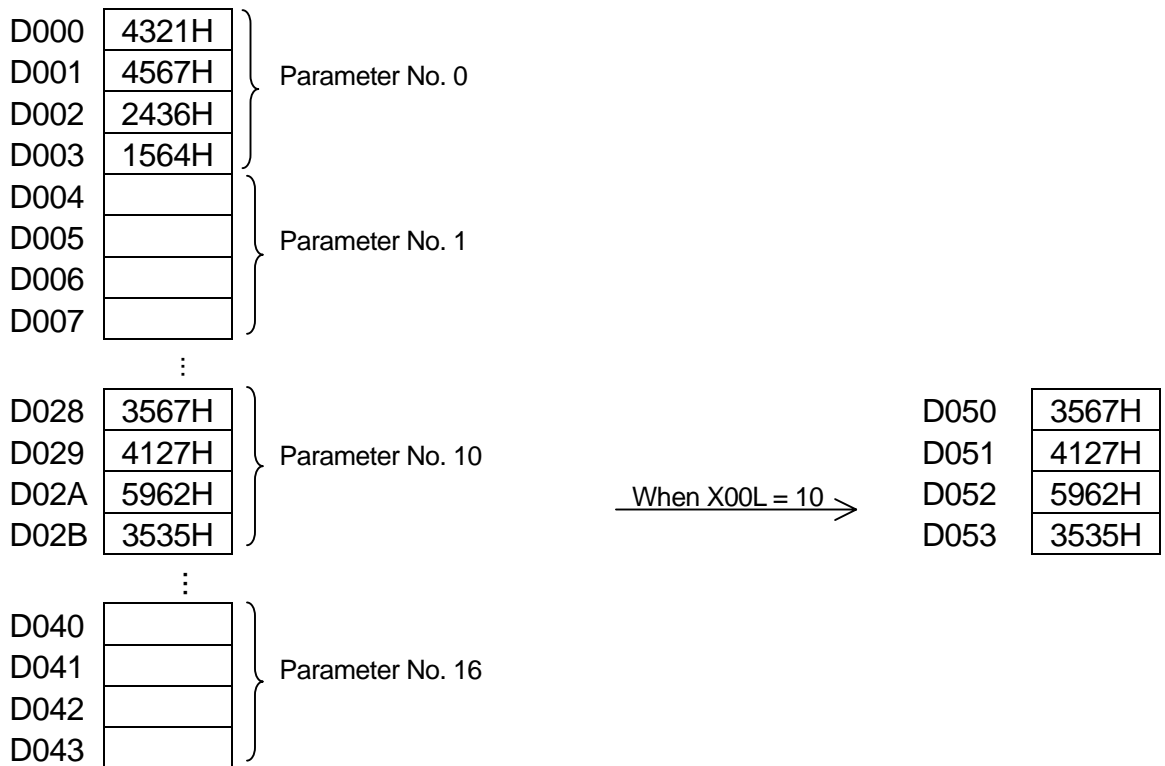 D000 4321H
D001 4567H Parameter No. 0
D002 2436H
D003 1564H
D004
D005 Parameter No. 1
D006
D007
⋮
D028 3567H D050 3567H
D029 4127H Parameter No. 10 D051 4127H
D02A 5962H When X00L = 10 D052 5962H
D02B 3535H D053 3535H
⋮
D040
D041 Parameter No. 16
D042
D043